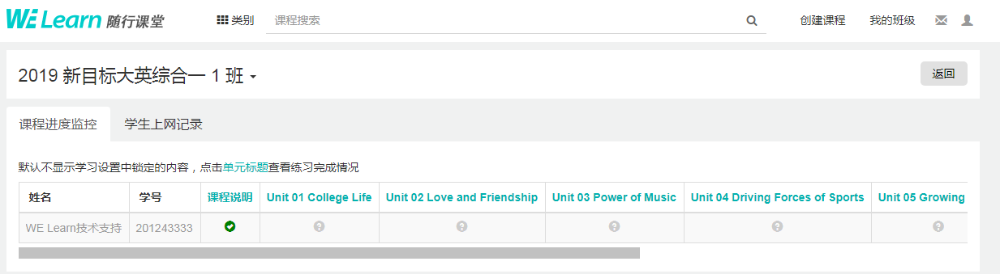 WE Learn 随行课堂 类别 课程搜索 创建课程 我的班级
2019 新目标大英综合一 1 班 返回
课程进度监控 学生上网记录
默认不显示学习设置中锁定的内容，点击单元标题查看练习完成情况
姓名 学号 课程说明 Unit 01 College Life Unit 02 Love and Friendship Unit 03 Power of Music Unit 04 Driving Forces of Sports Unit 05 Growing
WE Learn技术支持 201243333